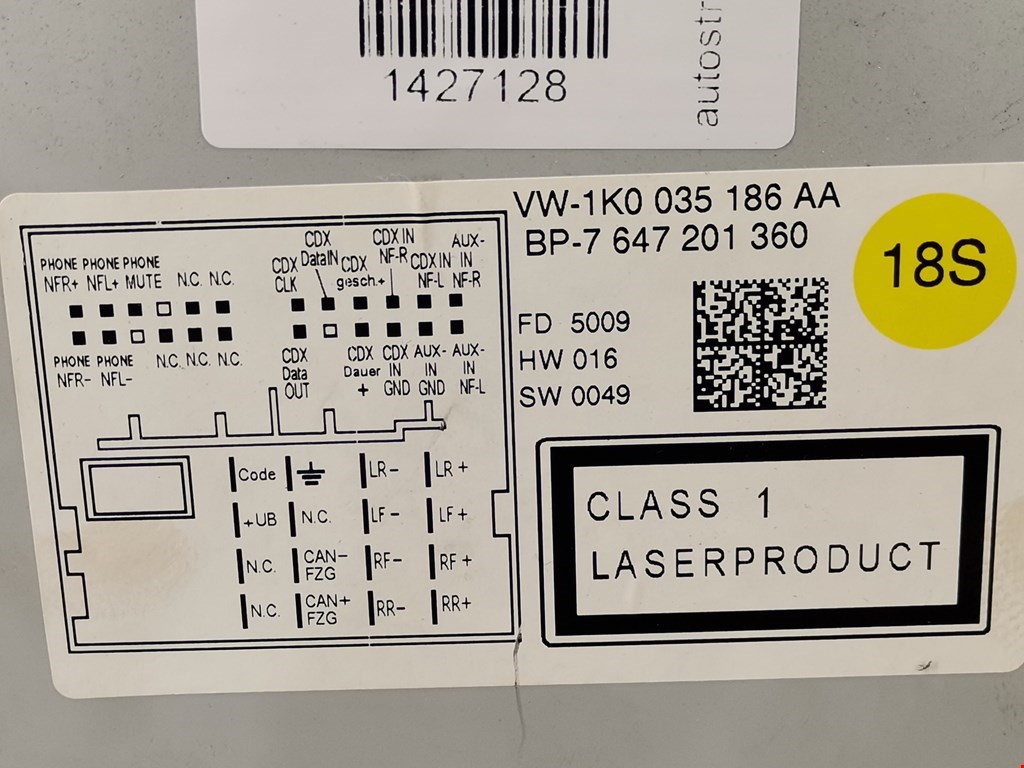 1427128
autostr
VW-1K0 035 186 AA
BP-7 647 201 360
18S
FD 5009
HW 016
SW 0049
CLASS 1
LASERPRODUCT
CDX CDX IN AUX-
DataIN NF-R IN
PHONE PHONE PHONE CDX CDX CDX IN NF-R
NFR+ NFL+ MUTE N.C. N.C. CLK gesch.+ NF-L
PHONE PHONE N.C. N.C. N.C. CDX CDX CDX AUX- AUX-
NFR- NFL- Data Dauer IN IN IN
OUT + GND GND NF-L
Code LR- LR+
+UB N.C. LF- LF+
N.C. CAN- RF- RF+
FZG
N.C. CAN+ RR- RR+
FZG